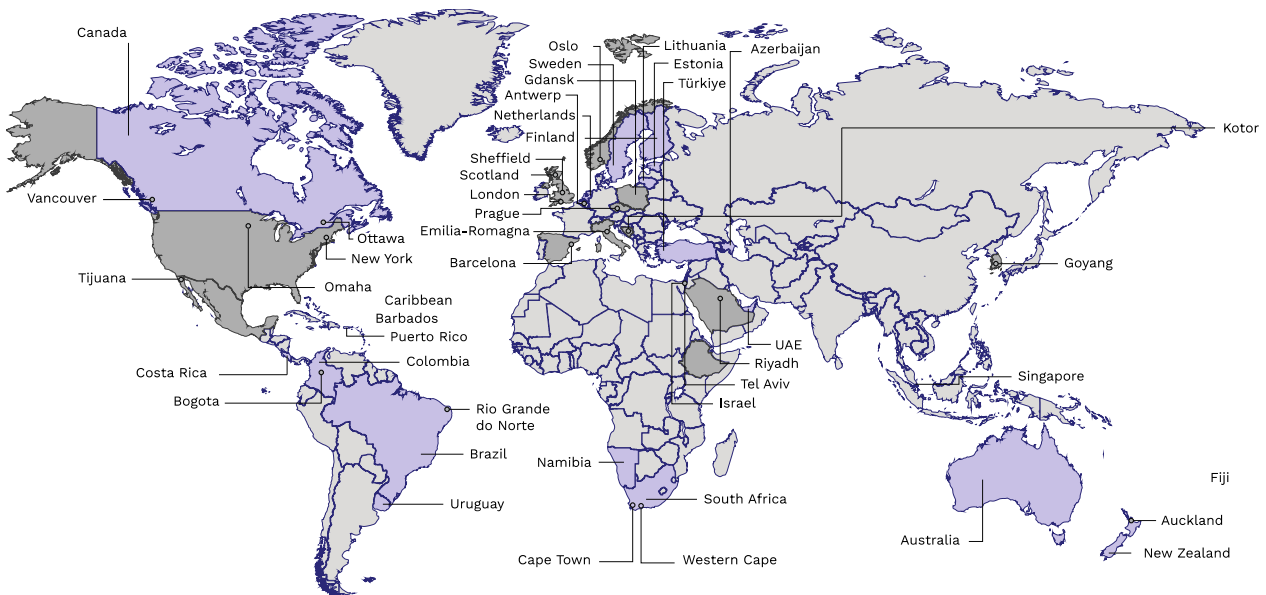 Canada
Vancouver
Ottawa
New York
Tijuana
Omaha
Caribbean
Barbados
Puerto Rico
Costa Rica
Colombia
Bogota
Rio Grande
do Norte
Brazil
Uruguay
Oslo
Sweden
Gdansk
Antwerp
Netherlands
Finland
Sheffield
Scotland
London
Prague
Emilia-Romagna
Barcelona
Lithuania
Estonia
Türkiye
Azerbaijan
Kotor
Goyang
UAE
Riyadh
Tel Aviv
Israel
Singapore
Namibia
South Africa
Cape Town
Western Cape
Australia
Fiji
Auckland
New Zealand